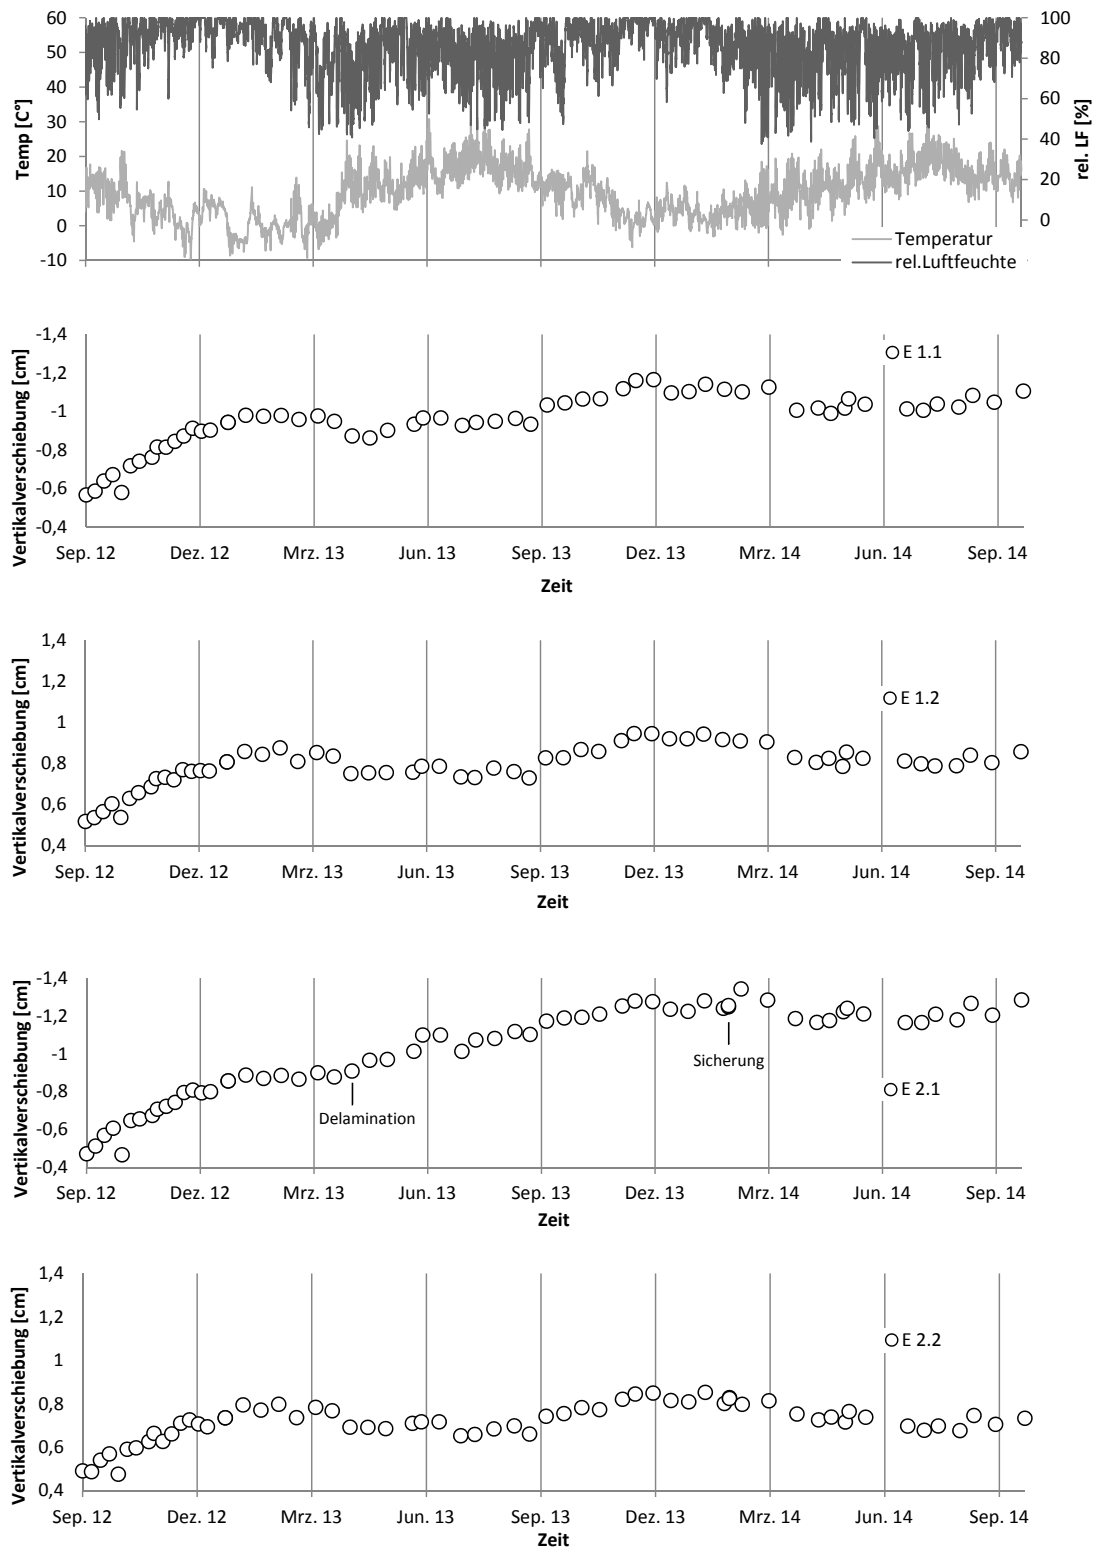 60
50
40
30
20
10
0
-10
Temp [C°]
100
80
60
40
20
0
rel. LF [%]
Temperatur
rel.Luftfeuchte
-1,4
-1,2
-1
-0,8
-0,6
-0,4
Vertikalverschiebung [cm]
E 1.1
Sep. 12 Dez. 12 Mrz. 13 Jun. 13 Sep. 13 Dez. 13 Mrz. 14 Jun. 14 Sep. 14
Zeit
1,4
1,2
1
0,8
0,6
0,4
Vertikalverschiebung [cm]
E 1.2
Sep. 12 Dez. 12 Mrz. 13 Jun. 13 Sep. 13 Dez. 13 Mrz. 14 Jun. 14 Sep. 14
Zeit
-1,4
-1,2
-1
-0,8
-0,6
-0,4
Vertikalverschiebung [cm]
Sicherung
E 2.1
Delamination
Sep. 12 Dez. 12 Mrz. 13 Jun. 13 Sep. 13 Dez. 13 Mrz. 14 Jun. 14 Sep. 14
Zeit
1,4
1,2
1
0,8
0,6
0,4
Vertikalverschiebung [cm]
E 2.2
Sep. 12 Dez. 12 Mrz. 13 Jun. 13 Sep. 13 Dez. 13 Mrz. 14 Jun. 14 Sep. 14
Zeit